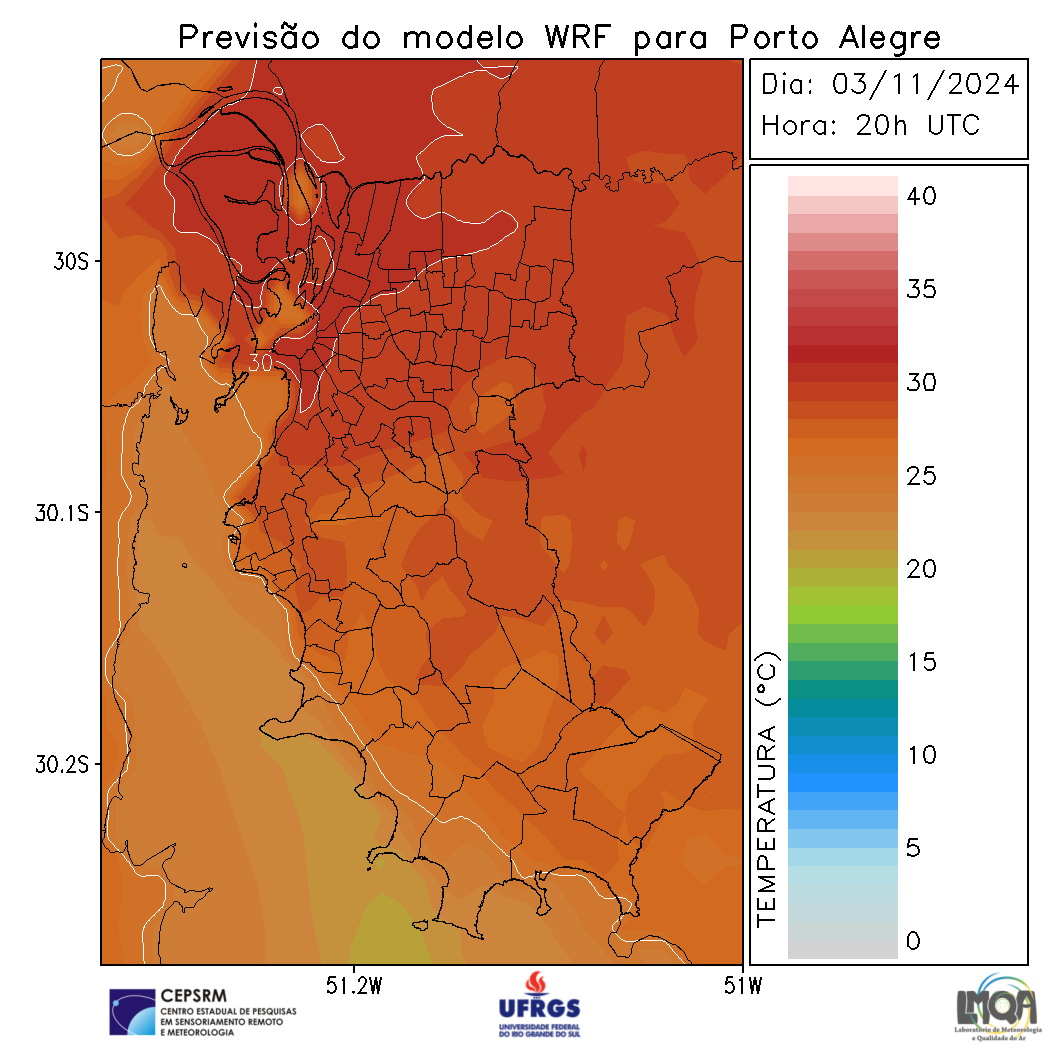 Previsão do modelo WRF para Porto Alegre
Dia: 03/11/2024
Hora: 20h UTC
40
35
30
25
20
15
10
5
0
TEMPERATURA (°C)
30S
30.1S
30.2S
30
51.2W
51W
CEPSRM
CENTRO ESTADUAL DE PESQUISAS
EM SENSORIAMENTO REMOTO
E METEOROLOGIA
UFRGS
UNIVERSIDADE FEDERAL
DO RIO GRANDE DO SUL
LMQA
Laboratório de Meteorologia
e Qualidade do Ar